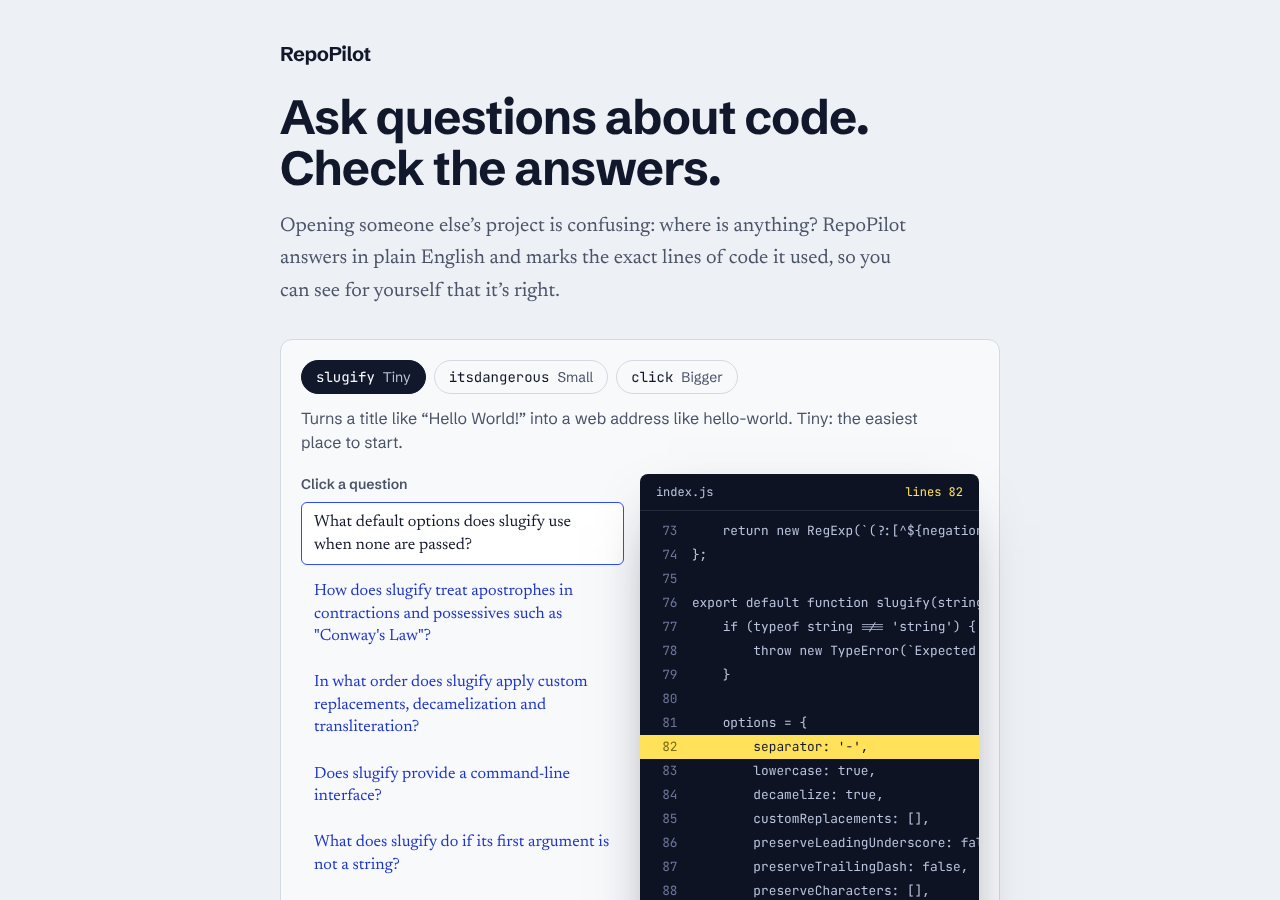 RepoPilot
Ask questions about code.
Check the answers.
Opening someone else’s project is confusing: where is anything? RepoPilot
answers in plain English and marks the exact lines of code it used, so you
can see for yourself that it’s right.
slugify Tiny
itsdangerous Small
click Bigger
Turns a title like “Hello World!” into a web address like hello-world. Tiny: the easiest
place to start.
Click a question
What default options does slugify use
when none are passed?
How does slugify treat apostrophes in
contractions and possessives such as
"Conway's Law"?
In what order does slugify apply custom
replacements, decamelization and
transliteration?
Does slugify provide a command-line
interface?
What does slugify do if its first argument is
not a string?
index.js
lines 82
73 return new RegExp(`(?:[^${negation
74 };
75
76 export default function slugify(string
77 if (typeof string !== 'string') {
78 throw new TypeError(`Expected
79 }
80
81 options = {
82 separator: '-',
83 lowercase: true,
84 decamelize: true,
85 customReplacements: [],
86 preserveLeadingUnderscore: fal
87 preserveTrailingDash: false,
88 preserveCharacters: [],